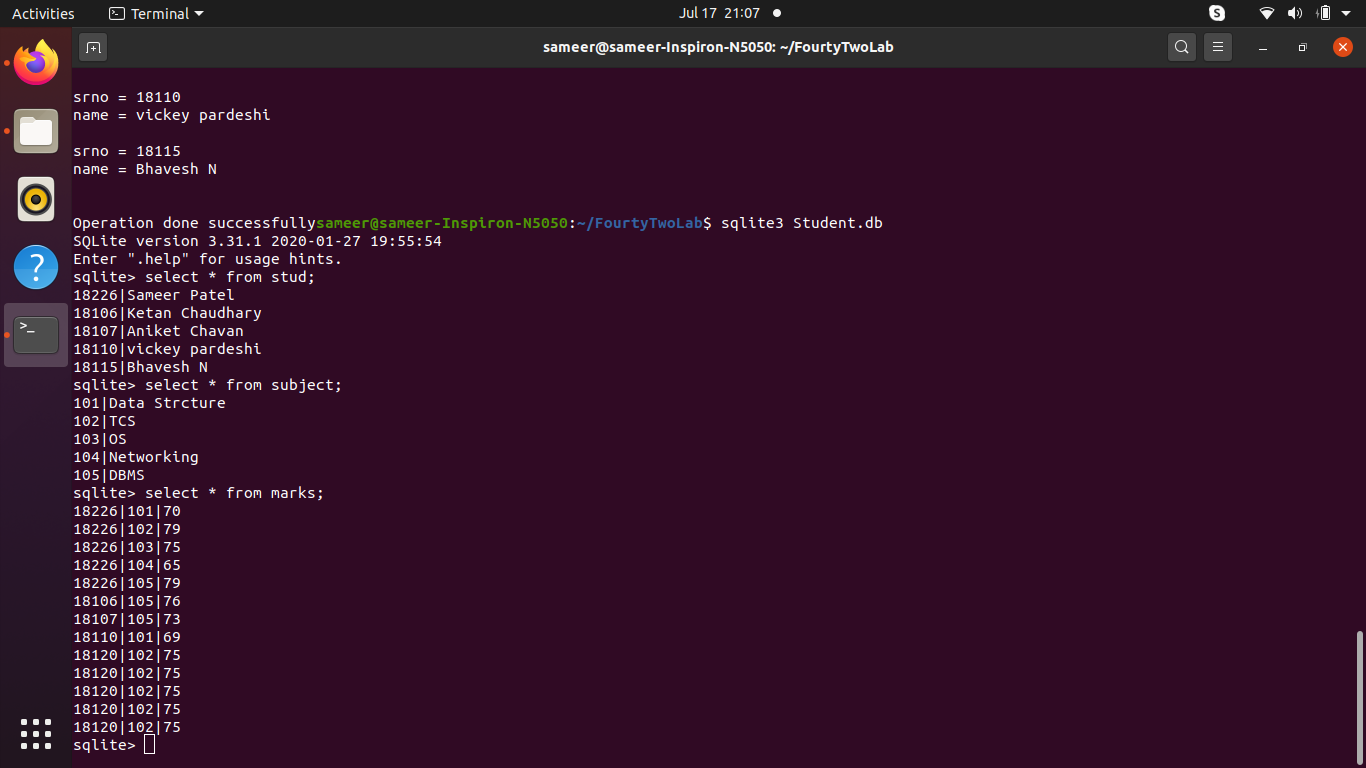 Activities
Terminal
Jul 17 21:07
S
sameer@sameer-Inspiron-N5050: ~/FourtyTwoLab
srno = 18110
name = vickey pardeshi
srno = 18115
name = Bhavesh N
Operation done successfullysameer@sameer-Inspiron-N5050:~/FourtyTwoLab$ sqlite3 Student.db
SQLite version 3.31.1 2020-01-27 19:55:54
Enter ".help" for usage hints.
sqlite> select * from stud;
18226|Sameer Patel
18106|Ketan Chaudhary
18107|Aniket Chavan
18110|vickey pardeshi
18115|Bhavesh N
sqlite> select * from subject;
101|Data Strcture
102|TCS
103|OS
104|Networking
105|DBMS
sqlite> select * from marks;
18226|101|70
18226|102|79
18226|103|75
18226|104|65
18226|105|79
18106|105|76
18107|105|73
18110|101|69
18120|102|75
18120|102|75
18120|102|75
18120|102|75
18120|102|75
sqlite>